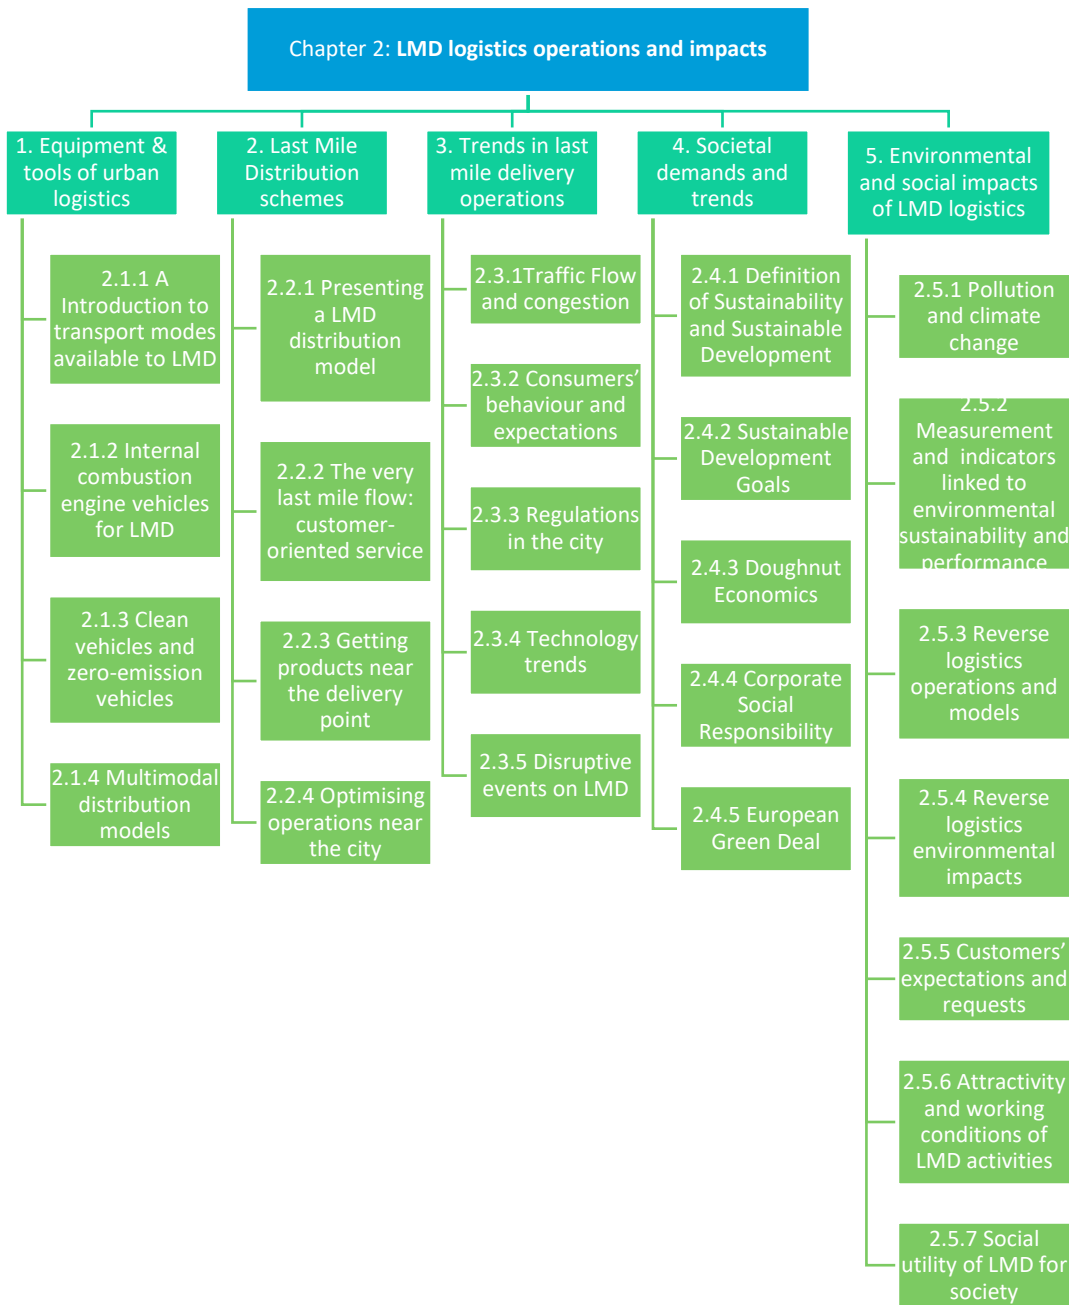 Chapter 2: LMD logistics operations and impacts
1. Equipment &
tools of urban
logistics
2.1.1 A
Introduction to
transport modes
available to LMD
2.1.2 Internal
combustion
engine vehicles
for LMD
2.1.3 Clean
vehicles and
zero-emission
vehicles
2.1.4 Multimodal
distribution
models
2. Last Mile
Distribution
schemes
2.2.1 Presenting
a LMD
distribution
model
2.2.2 The very
last mile flow:
customer-
oriented service
2.2.3 Getting
products near
the delivery
point
2.2.4 Optimising
operations near
the city
3. Trends in last
mile delivery
operations
2.3.1Traffic Flow
and congestion
2.3.2 Consumers’
behaviour and
expectations
2.3.3 Regulations
in the city
2.3.4 Technology
trends
2.3.5 Disruptive
events on LMD
4. Societal
demands and
trends
2.4.1 Definition
of Sustainability
and Sustainable
Development
2.4.2 Sustainable
Development
Goals
2.4.3 Doughnut
Economics
2.4.4 Corporate
Social
Responsibility
2.4.5 European
Green Deal
5. Environmental
and social impacts
of LMD logistics
2.5.1 Pollution
and climate
change
2.5.2
Measurement
and indicators
linked to
environmental
sustainability and
performance
2.5.3 Reverse
logistics
operations and
models
2.5.4 Reverse
logistics
environmental
impacts
2.5.5 Customers’
expectations and
requests
2.5.6 Attractivity
and working
conditions of
LMD activities
2.5.7 Social
utility of LMD for
society